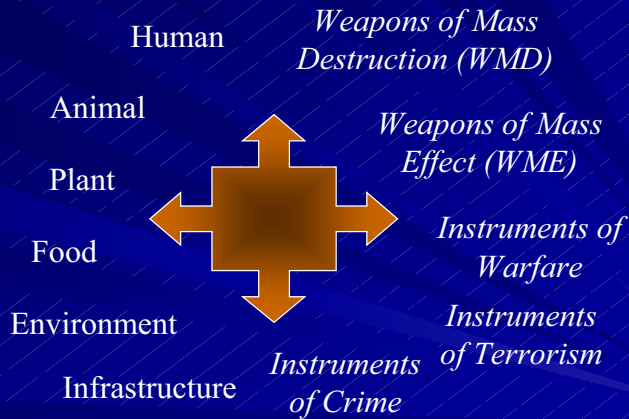 Human
Animal
Plant
Food
Environment
Infrastructure
Weapons of Mass
Destruction (WMD)
Weapons of Mass
Effect (WME)
Instruments of
Warfare
Instruments
of Terrorism
Instruments
of Crime